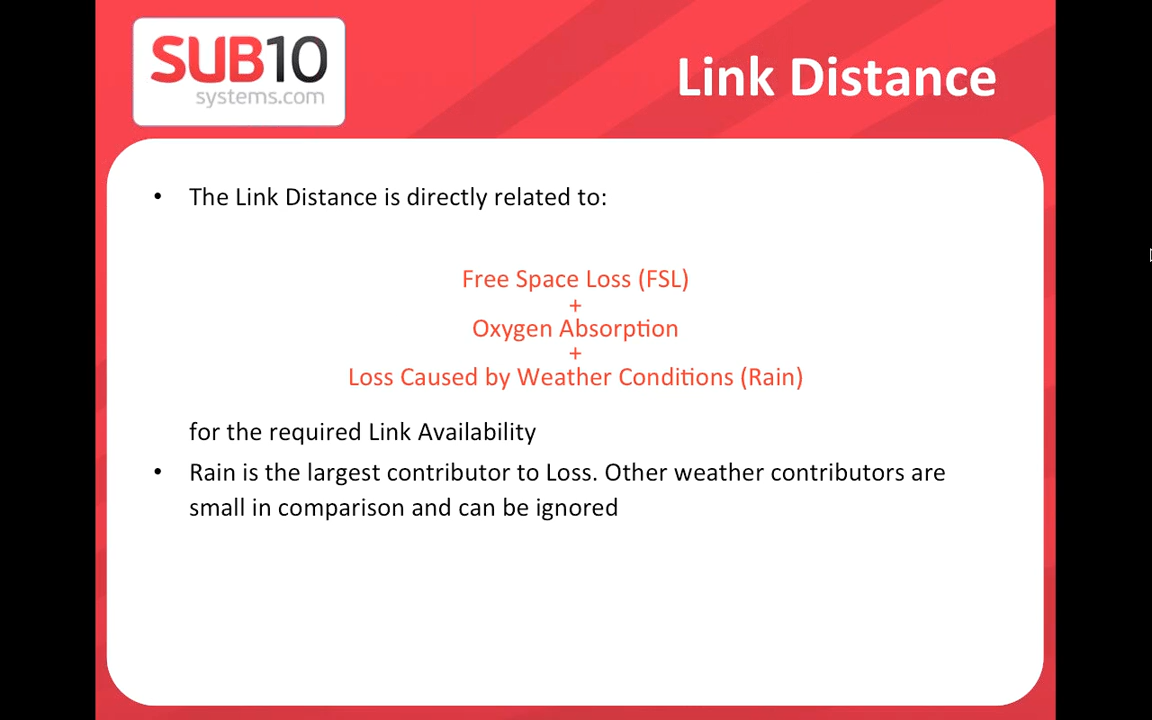 SUB10
systems.com
Link Distance
• The Link Distance is directly related to:
Free Space Loss (FSL)
+
Oxygen Absorption
+
Loss Caused by Weather Conditions (Rain)
for the required Link Availability
• Rain is the largest contributor to Loss. Other weather contributors are
small in comparison and can be ignored